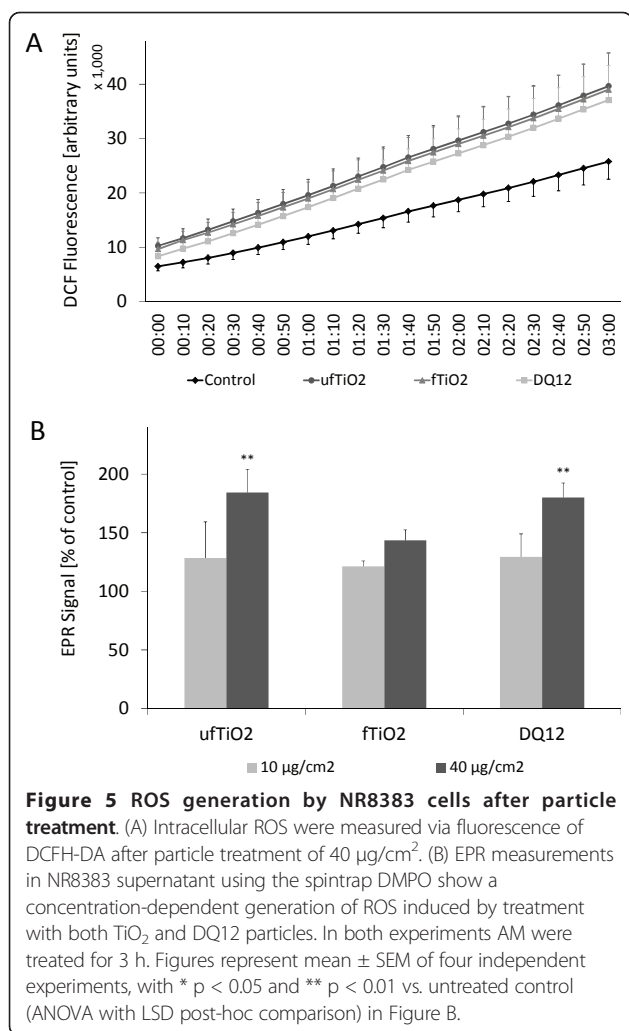 A
DCF Fluorescence [arbitrary units]
x 1,000
40
30
20
10
0
00:00 00:10 00:20 00:30 00:40 00:50 01:00 01:10 01:20 01:30 01:40 01:50 02:00 02:10 02:20 02:30 02:40 02:50 03:00
Control ufTiO2 fTiO2 DQ12
B
EPR Signal [% of control]
200
150
100
50
0
** **
ufTiO2 fTiO2 DQ12
10 µg/cm2 40 µg/cm2
Figure 5 ROS generation by NR8383 cells after particle
treatment. (A) Intracellular ROS were measured via fluorescence of
DCFH-DA after particle treatment of 40 µg/cm². (B) EPR measurements
in NR8383 supernatant using the spintrap DMPO show a
concentration-dependent generation of ROS induced by treatment
with both TiO₂ and DQ12 particles. In both experiments AM were
treated for 3 h. Figures represent mean ± SEM of four independent
experiments, with * p < 0.05 and ** p < 0.01 vs. untreated control
(ANOVA with LSD post-hoc comparison) in Figure B.